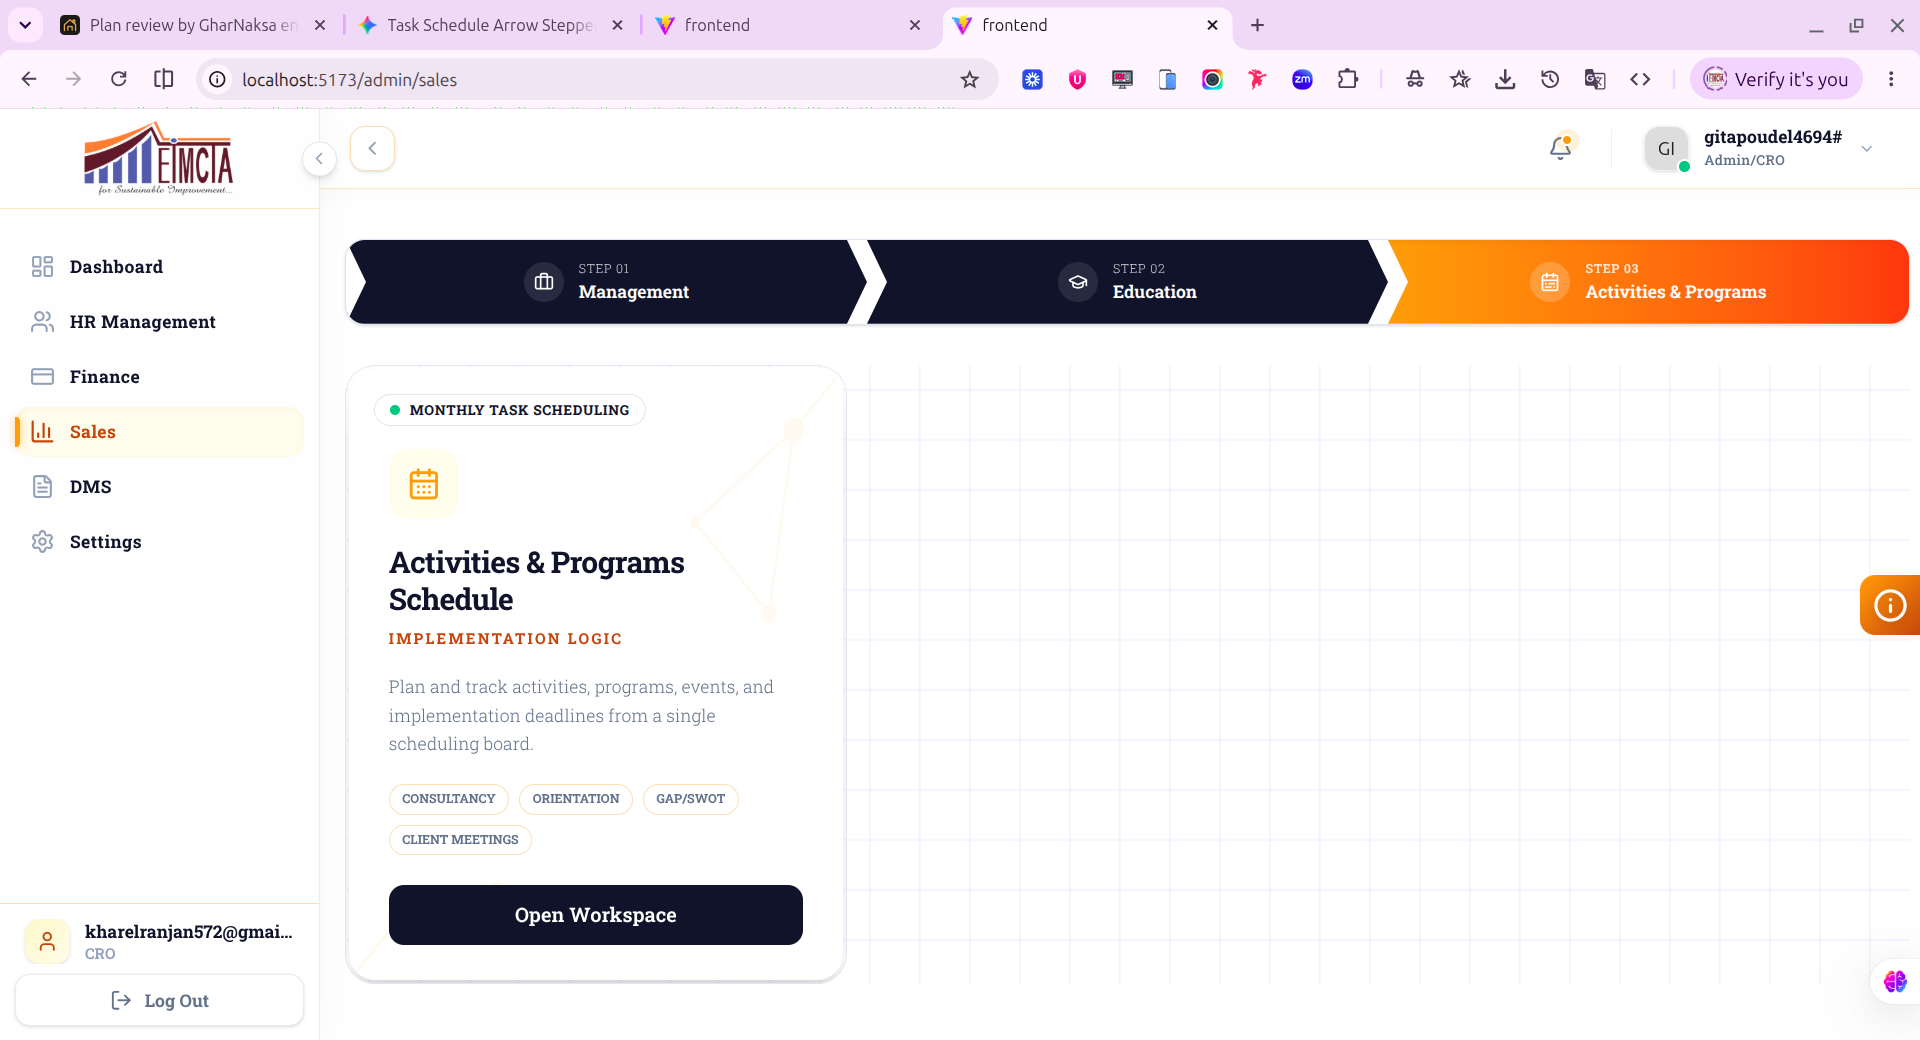 Plan review by GharNaksa en
Task Schedule Arrow Steppe
frontend
frontend
localhost:5173/admin/sales
Verify it's you
EIMCTA
for Sustainable Improvement...
gitapoudel4694#
GI
Admin/CRO
Dashboard
HR Management
Finance
Sales
DMS
Settings
STEP 01
Management
STEP 02
Education
STEP 03
Activities & Programs
MONTHLY TASK SCHEDULING
Activities & Programs
Schedule
IMPLEMENTATION LOGIC
Plan and track activities, programs, events, and
implementation deadlines from a single
scheduling board.
CONSULTANCY
ORIENTATION
GAP/SWOT
CLIENT MEETINGS
Open Workspace
kharelranjan572@gmai...
CRO
Log Out